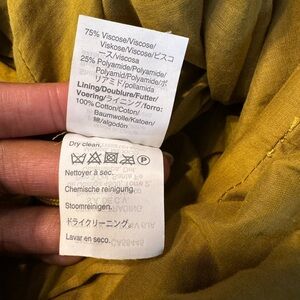 75% Viscose/Viscose/
Viskose/Viscose/ビスコ
ース/viscosa
25% Polyamide/Polyamide/
Polyamid/Polyamide/ポ
リアミド/poliamida
Lining/Doublure/Futter/
Voering/ライニング/forro:
100% Cotton/Coton/
Baumwolle/Katoen/
綿/algodón
Dry clean.
Nettoyer à sec.
Chemische reinigung.
Stoomreinigen.
ドライクリーニング.
Lavar en seco.